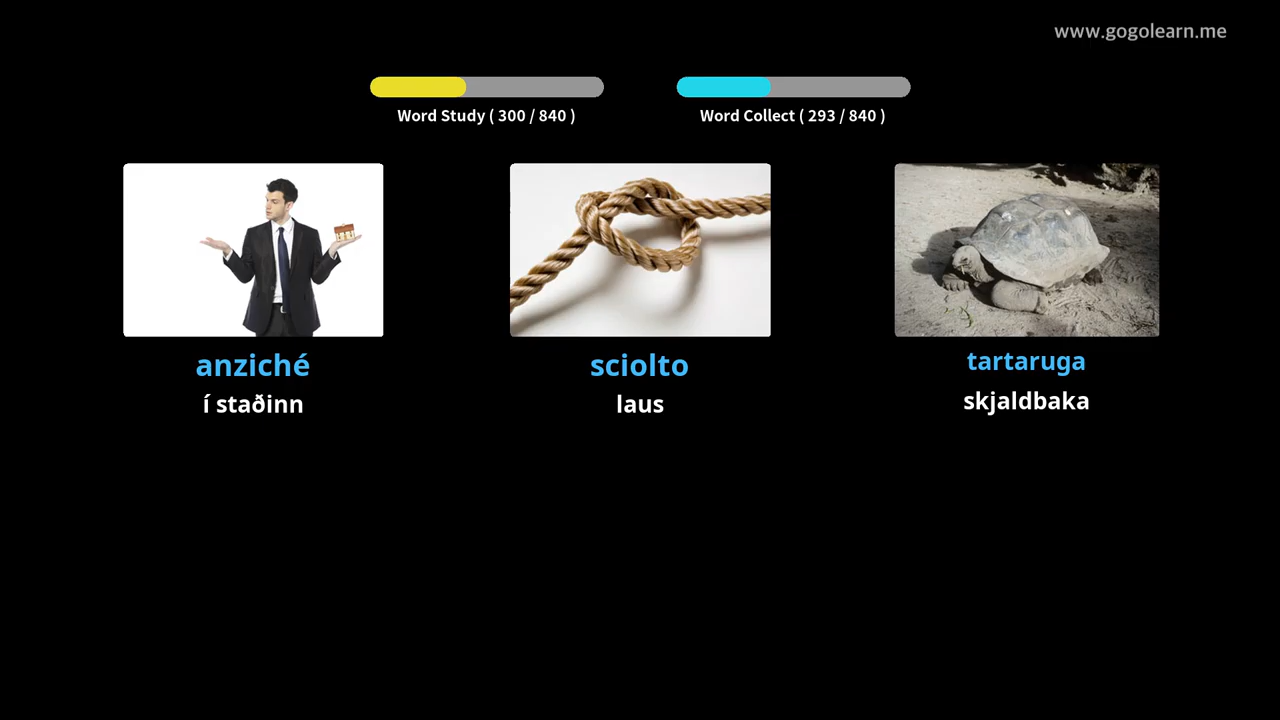 www.gogolearn.me
Word Study ( 300 / 840 )
Word Collect ( 293 / 840 )
anziché
í staðinn
sciolto
laus
tartaruga
skjaldbaka